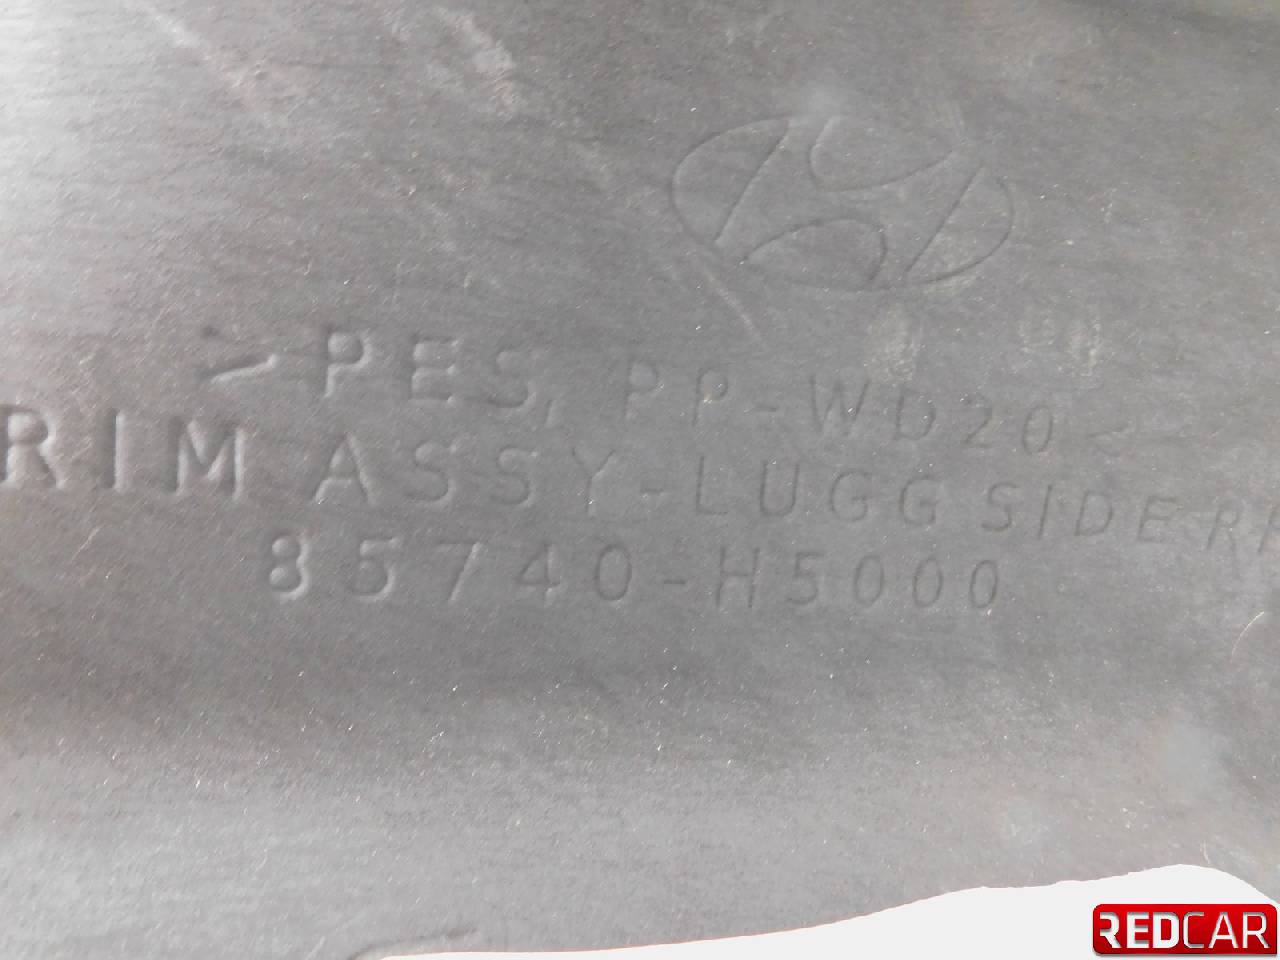 >PES, PP-WD20<
RIM ASSY-LUGG SIDE R
85740-H5000
REDCAR